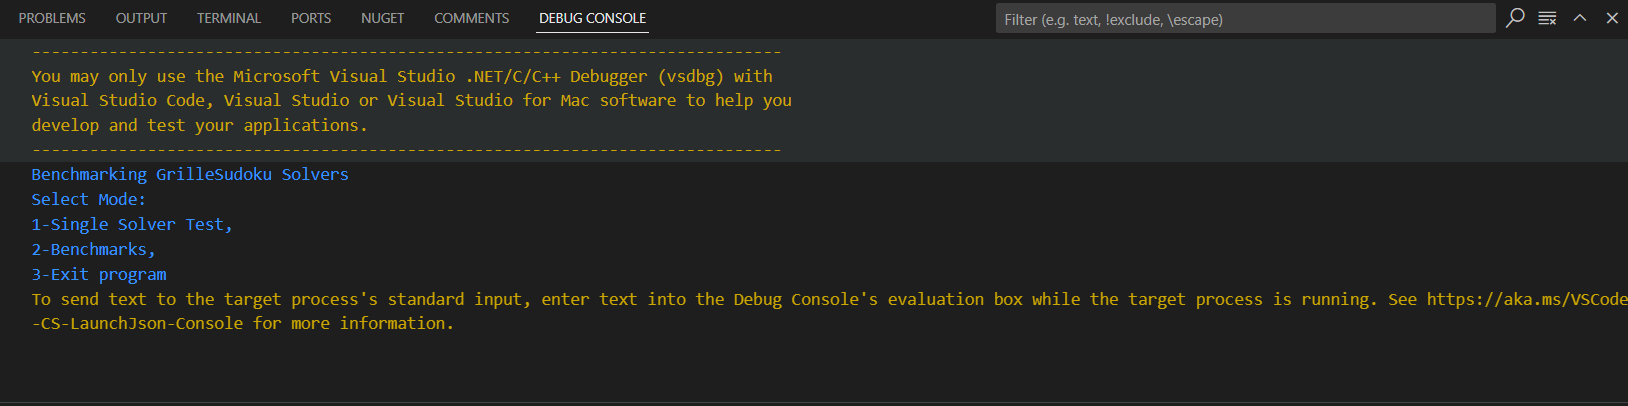 PROBLEMS OUTPUT TERMINAL PORTS NUGET COMMENTS DEBUG CONSOLE Filter (e.g. text, !exclude, \escape)
------------------------------------------------------------------------------
You may only use the Microsoft Visual Studio .NET/C/C++ Debugger (vsdbg) with
Visual Studio Code, Visual Studio or Visual Studio for Mac software to help you
develop and test your applications.
------------------------------------------------------------------------------
Benchmarking GrilleSudoku Solvers
Select Mode:
1-Single Solver Test,
2-Benchmarks,
3-Exit program
To send text to the target process's standard input, enter text into the Debug Console's evaluation box while the target process is running. See https://aka.ms/VSCode
-CS-LaunchJson-Console for more information.